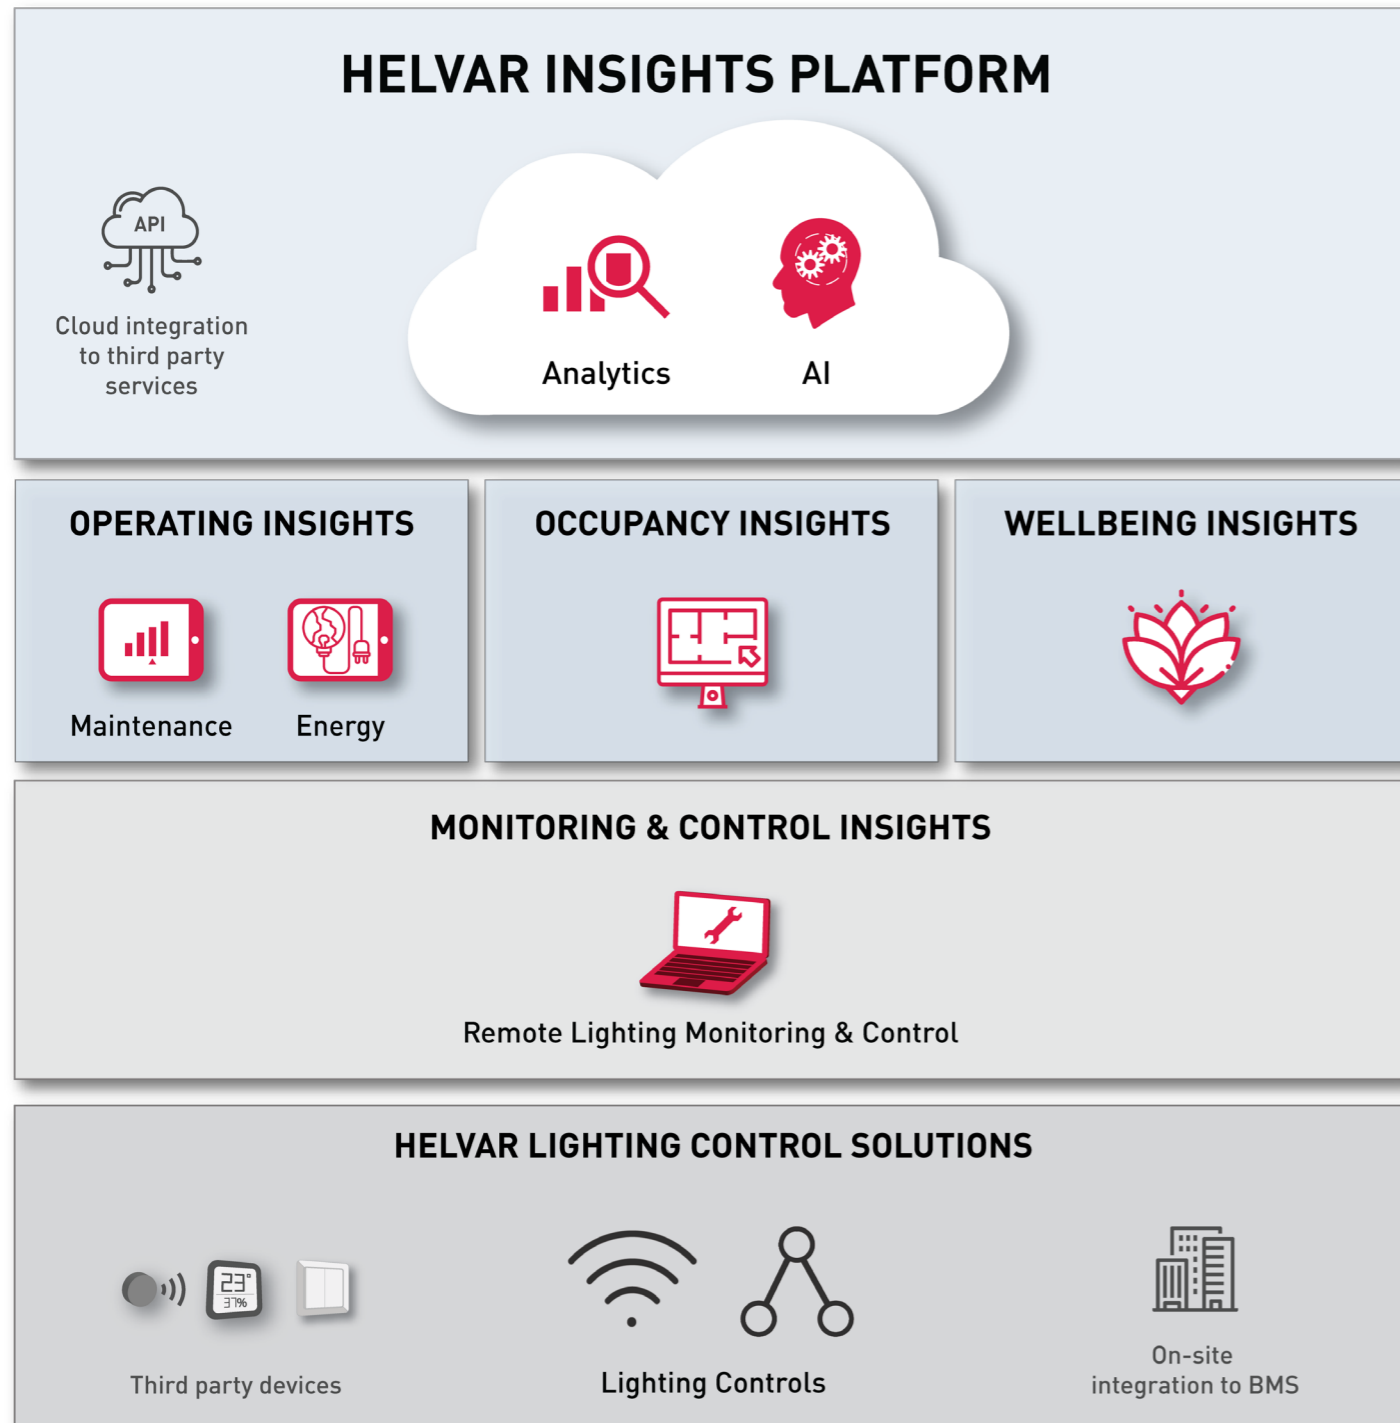 HELVAR INSIGHTS PLATFORM
API
Cloud integration
to third party
services
Analytics
AI
OPERATING INSIGHTS
Maintenance
Energy
OCCUPANCY INSIGHTS
WELLBEING INSIGHTS
MONITORING & CONTROL INSIGHTS
Remote Lighting Monitoring & Control
HELVAR LIGHTING CONTROL SOLUTIONS
23°
37%
Third party devices
Lighting Controls
On-site
integration to BMS